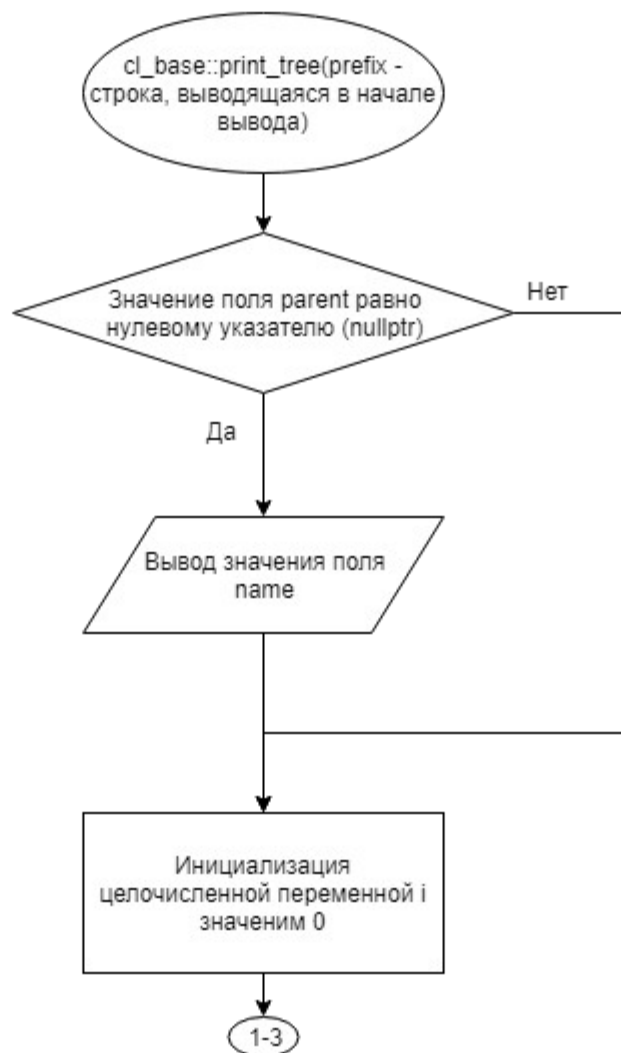 cl_base::print_tree(prefix -
строка, выводящаяся в начале
вывода)
Значение поля parent равно
нулевому указателю (nullptr)
Нет
Да
Вывод значения поля
name
Инициализация
целочисленной переменной i
значеним 0
1-3